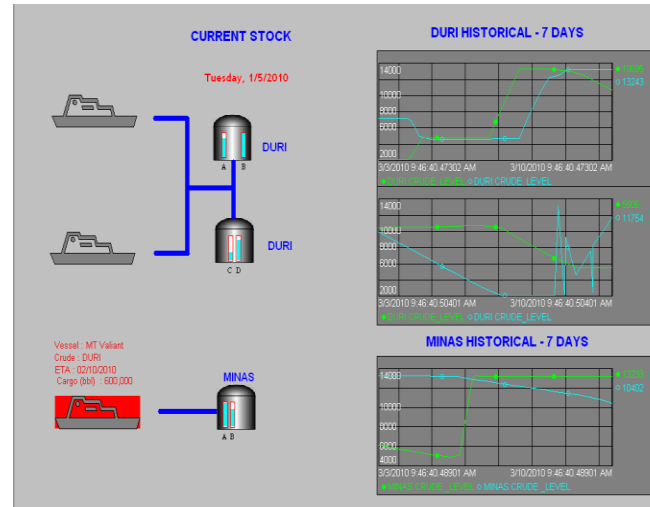 CURRENT STOCK
Tuesday, 1/5/2010
DURI
A B
DURI
C D
Vessel : MT Valiant
Crude : DURI
ETA : 02/10/2010
Cargo (bbl) : 600,000
MINAS
A B
DURI HISTORICAL - 7 DAYS
14000
13243
10000
8000
6000
2000
3/3/2010 9:46:40.47302 AM 3/10/2010 9:46:40.47302 AM
DURI CRUDE_LEVEL DURI CRUDE_LEVEL
14000
11754
10000
6000
2000
3/3/2010 9:46:40.50401 AM 3/10/2010 9:46:40.50401 AM
DURI CRUDE_LEVEL DURI CRUDE_LEVEL
MINAS HISTORICAL - 7 DAYS
14000
10402
10000
8000
4000
3/3/2010 9:46:40.48901 AM 3/10/2010 9:46:40.48901 AM
MINAS CRUDE _LEVEL MINAS CRUDE _LEVEL